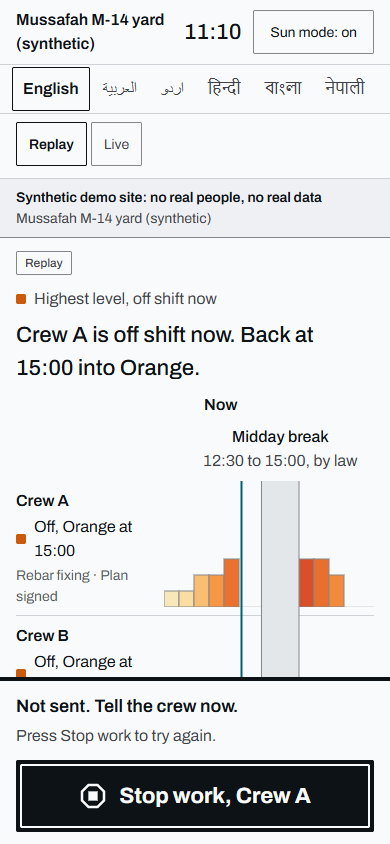 Mussafah M-14 yard
(synthetic)
11:10
Sun mode: on
English
العربية
اردو
हिन्दी
বাংলা
नेपाली
Replay
Live
Synthetic demo site: no real people, no real data
Mussafah M-14 yard (synthetic)
Replay
Highest level, off shift now
Crew A is off shift now. Back at
15:00 into Orange.
Now
Midday break
12:30 to 15:00, by law
Crew A
Off, Orange at
15:00
Rebar fixing · Plan
signed
Crew B
Off, Orange at
Not sent. Tell the crew now.
Press Stop work to try again.
Stop work, Crew A